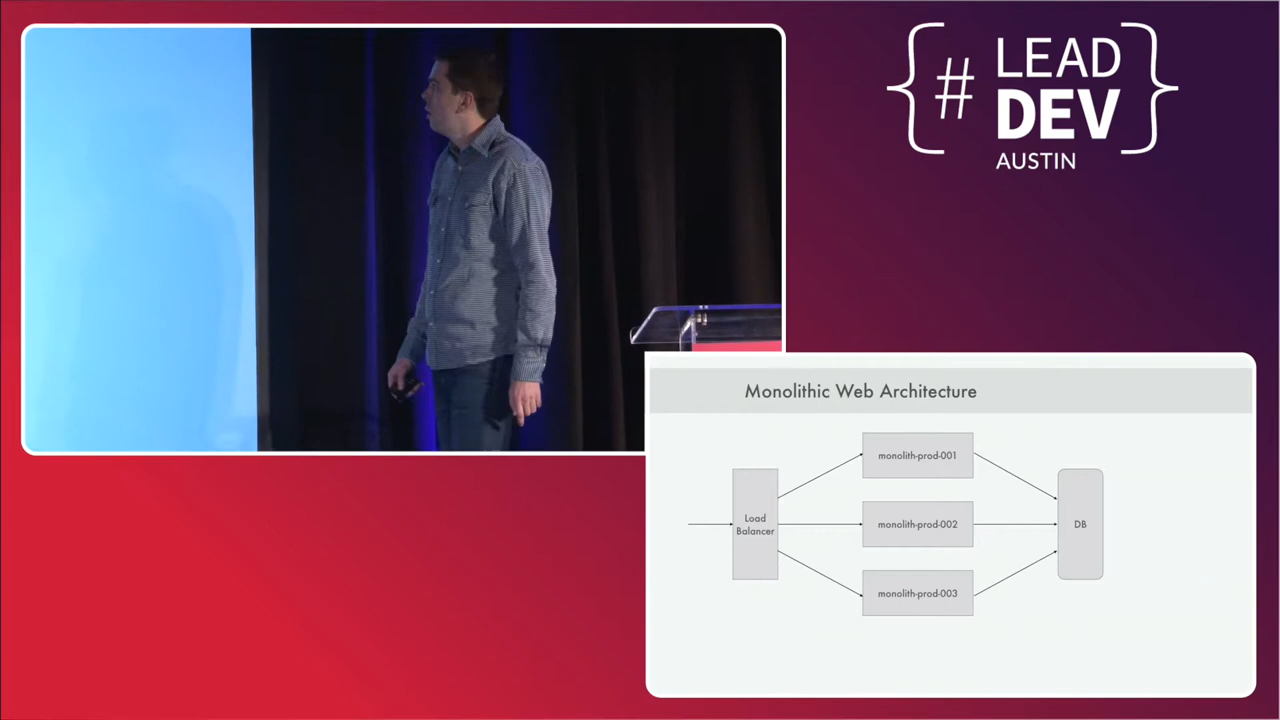 {#LEAD
DEV}
AUSTIN
Monolithic Web Architecture
monolith-prod-001
Load
Balancer
monolith-prod-002
DB
monolith-prod-003